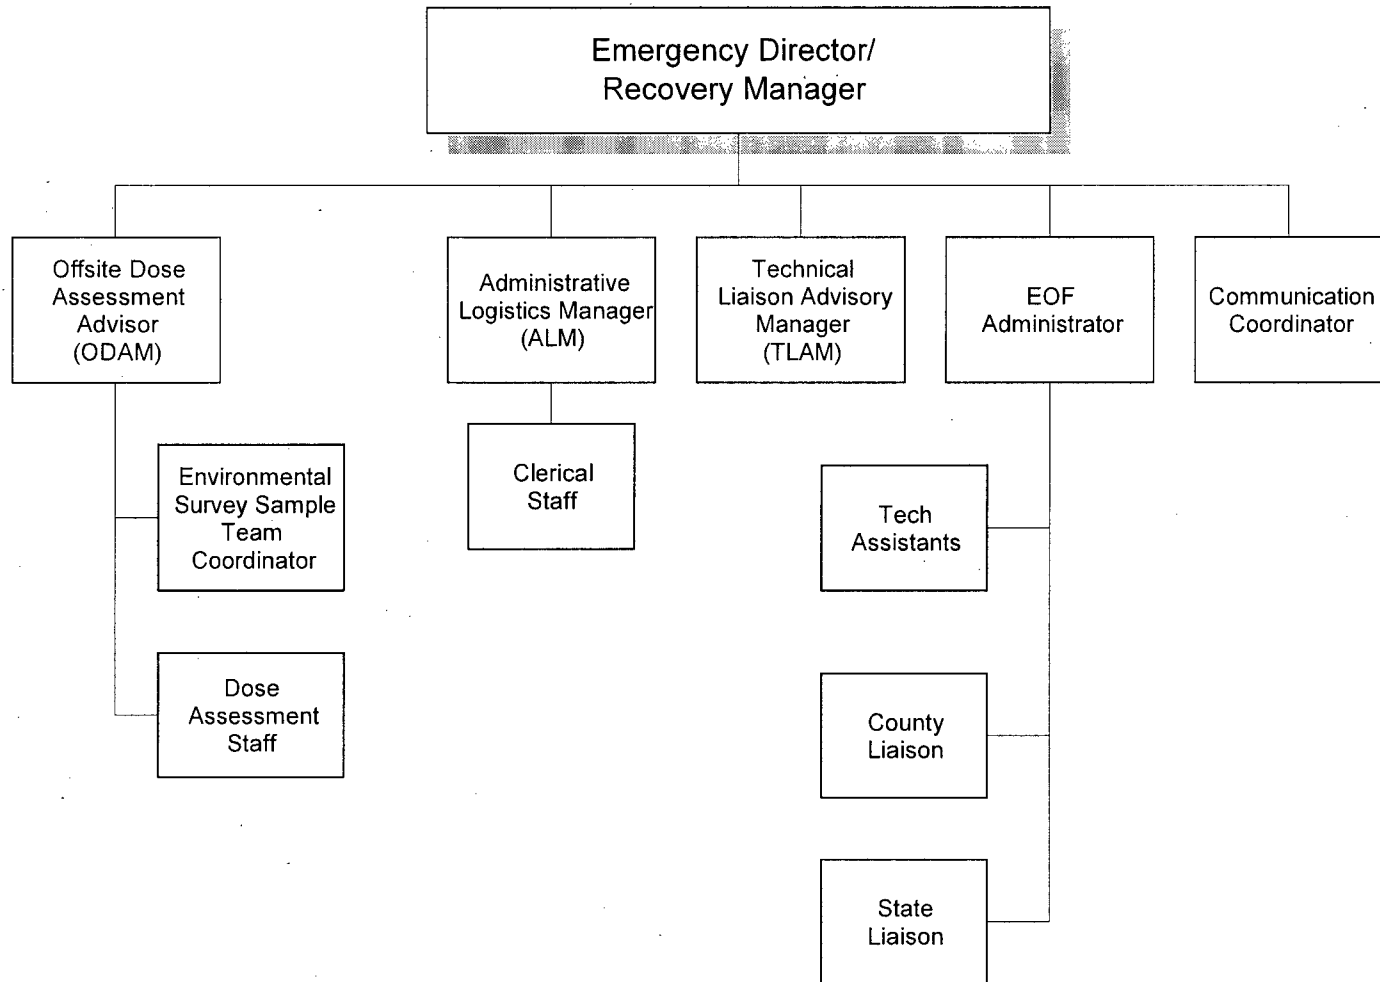 Emergency Director/
Recovery Manager
Offsite Dose
Assessment
Advisor
(ODAM)
Administrative
Logistics Manager
(ALM)
Technical
Liaison Advisory
Manager
(TLAM)
EOF
Administrator
Communication
Coordinator
Environmental
Survey Sample
Team
Coordinator
Clerical
Staff
Tech
Assistants
Dose
Assessment
Staff
County
Liaison
State
Liaison